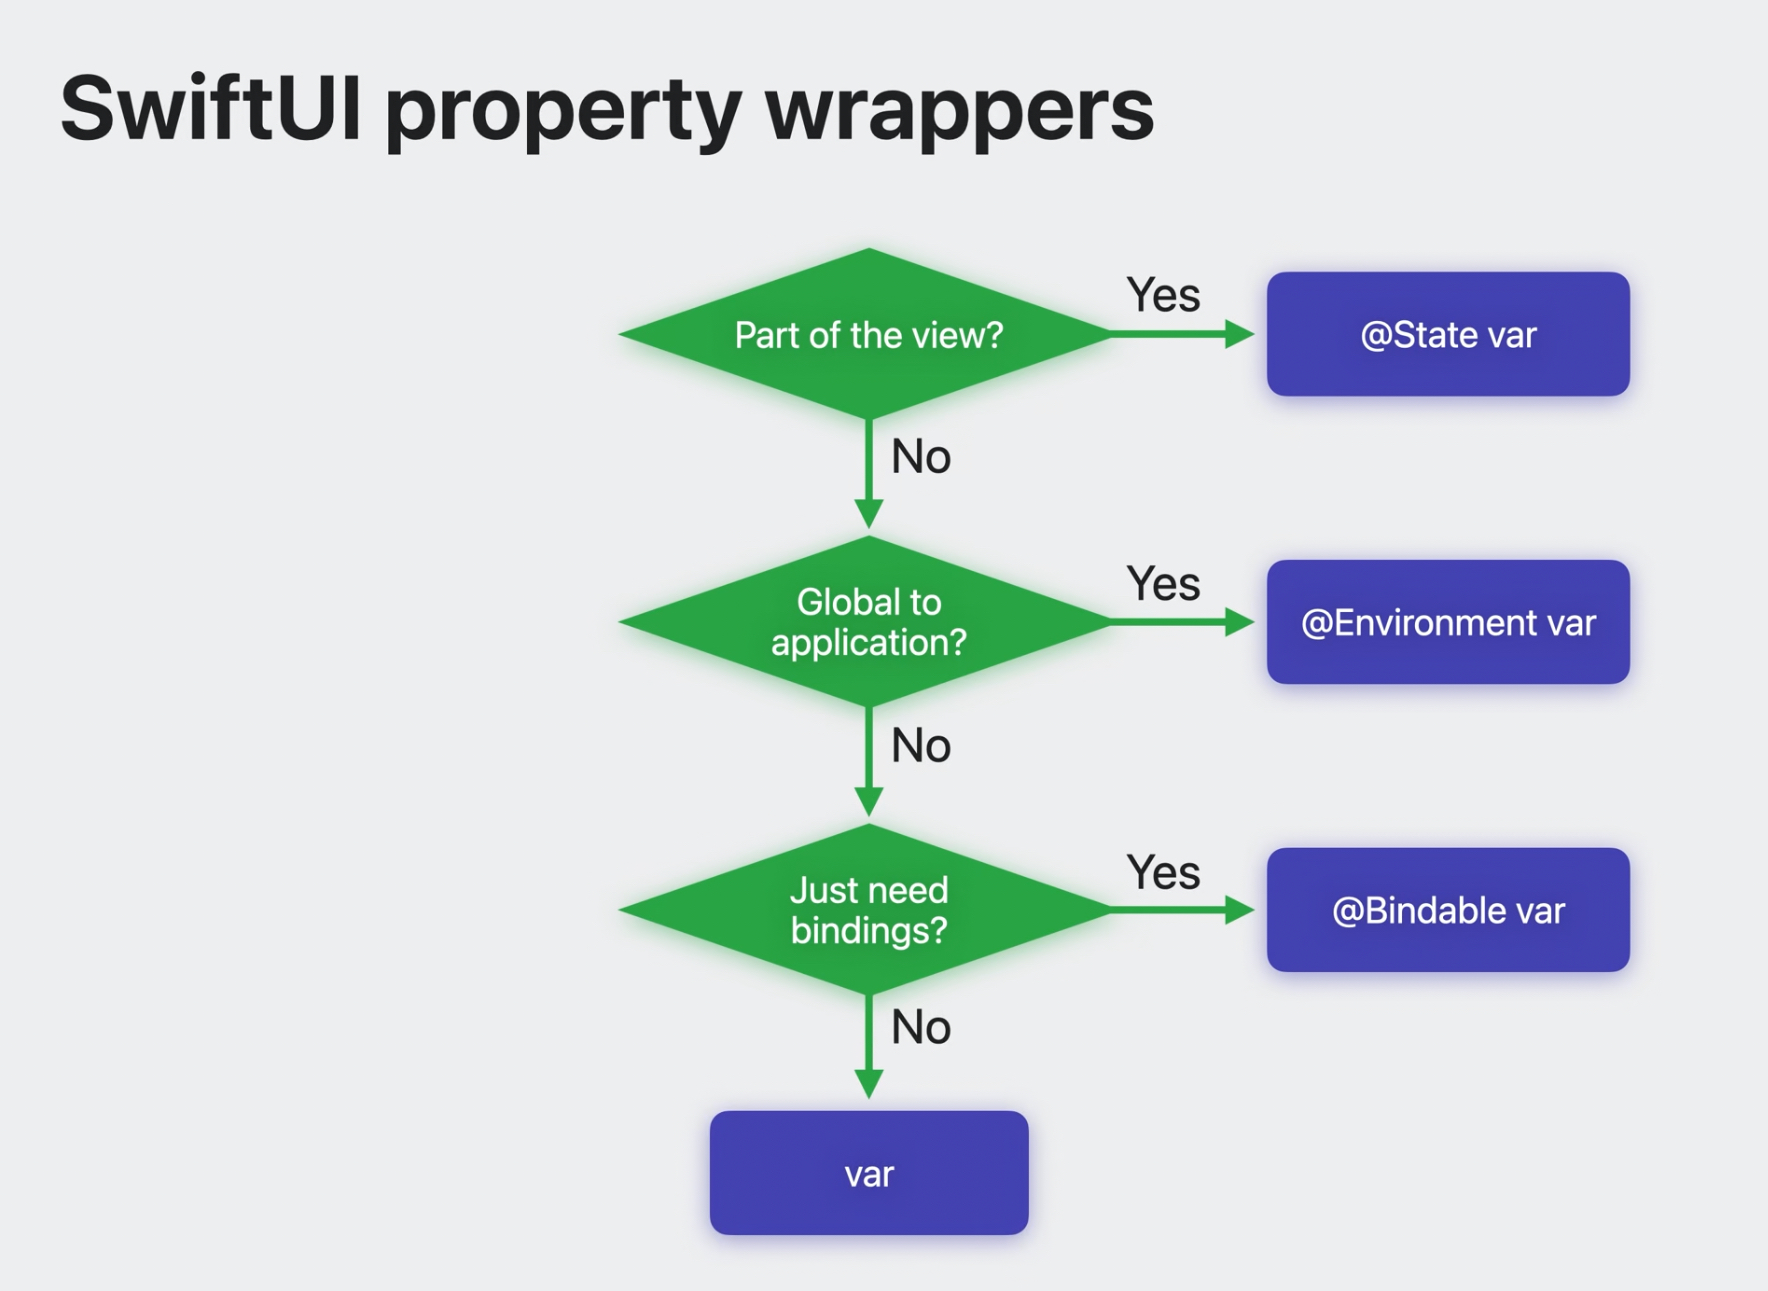 SwiftUI property wrappers
Part of the view?
Yes
@State var
No
Global to
application?
Yes
@Environment var
No
Just need
bindings?
Yes
@Bindable var
No
var